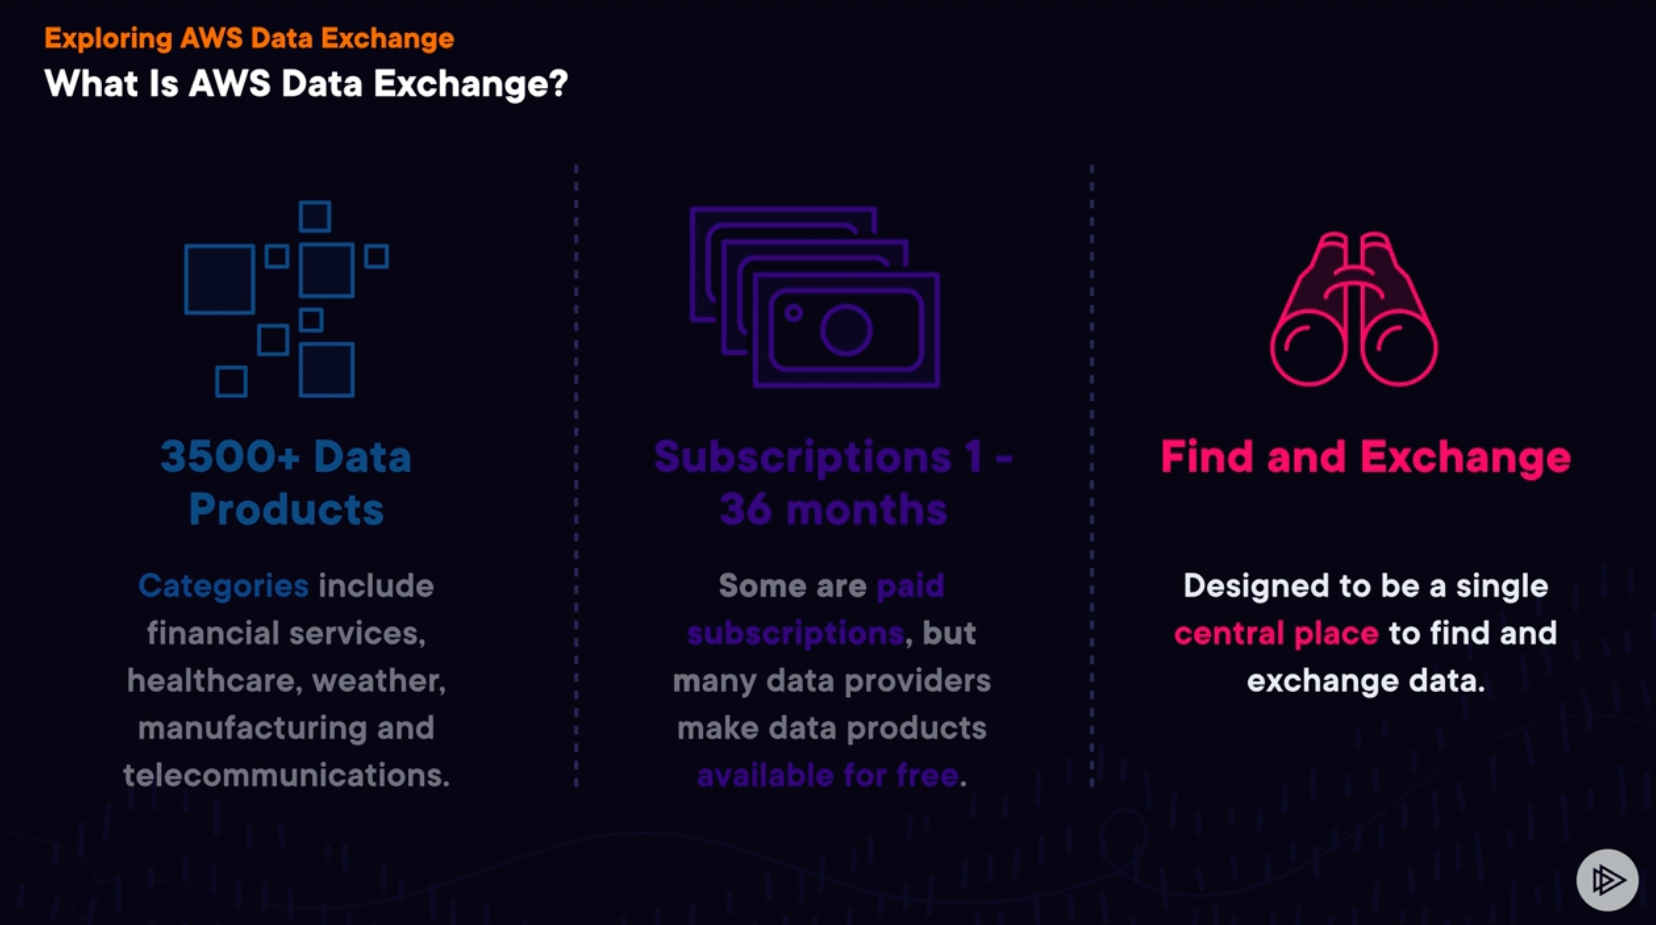 Exploring AWS Data Exchange
What Is AWS Data Exchange?
3500+ Data
Products
Categories include
financial services,
healthcare, weather,
manufacturing and
telecommunications.
Subscriptions 1 -
36 months
Some are paid
subscriptions, but
many data providers
make data products
available for free.
Find and Exchange
Designed to be a single
central place to find and
exchange data.